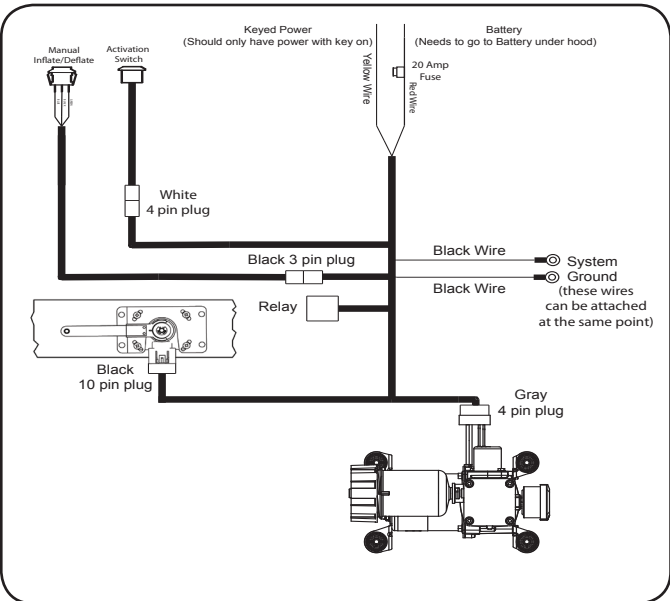 Keyed Power
(Should only have power with key on)
Battery
(Needs to go to Battery under hood)
Manual
Inflate/Deflate
Activation
Switch
Yellow Wire
20 Amp
Fuse
Red Wire
White
4 pin plug
Black 3 pin plug
Black Wire
Black Wire
System
Ground
(these wires
can be attached
at the same point)
Relay
Black
10 pin plug
Gray
4 pin plug